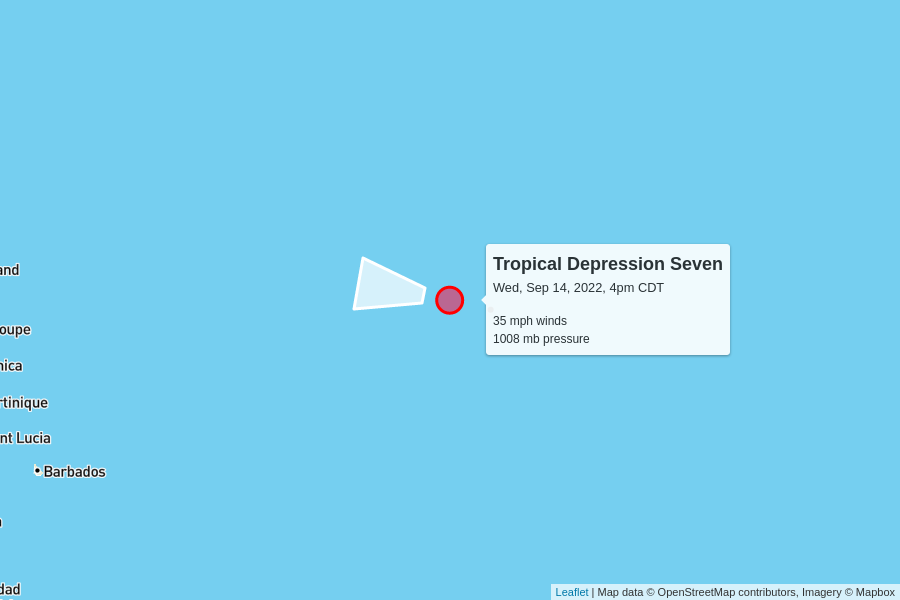 and
oupe
nica
rtinique
nt Lucia
Barbados
dad
Tropical Depression Seven
Wed, Sep 14, 2022, 4pm CDT
35 mph winds
1008 mb pressure
Leaflet | Map data © OpenStreetMap contributors, Imagery © Mapbox